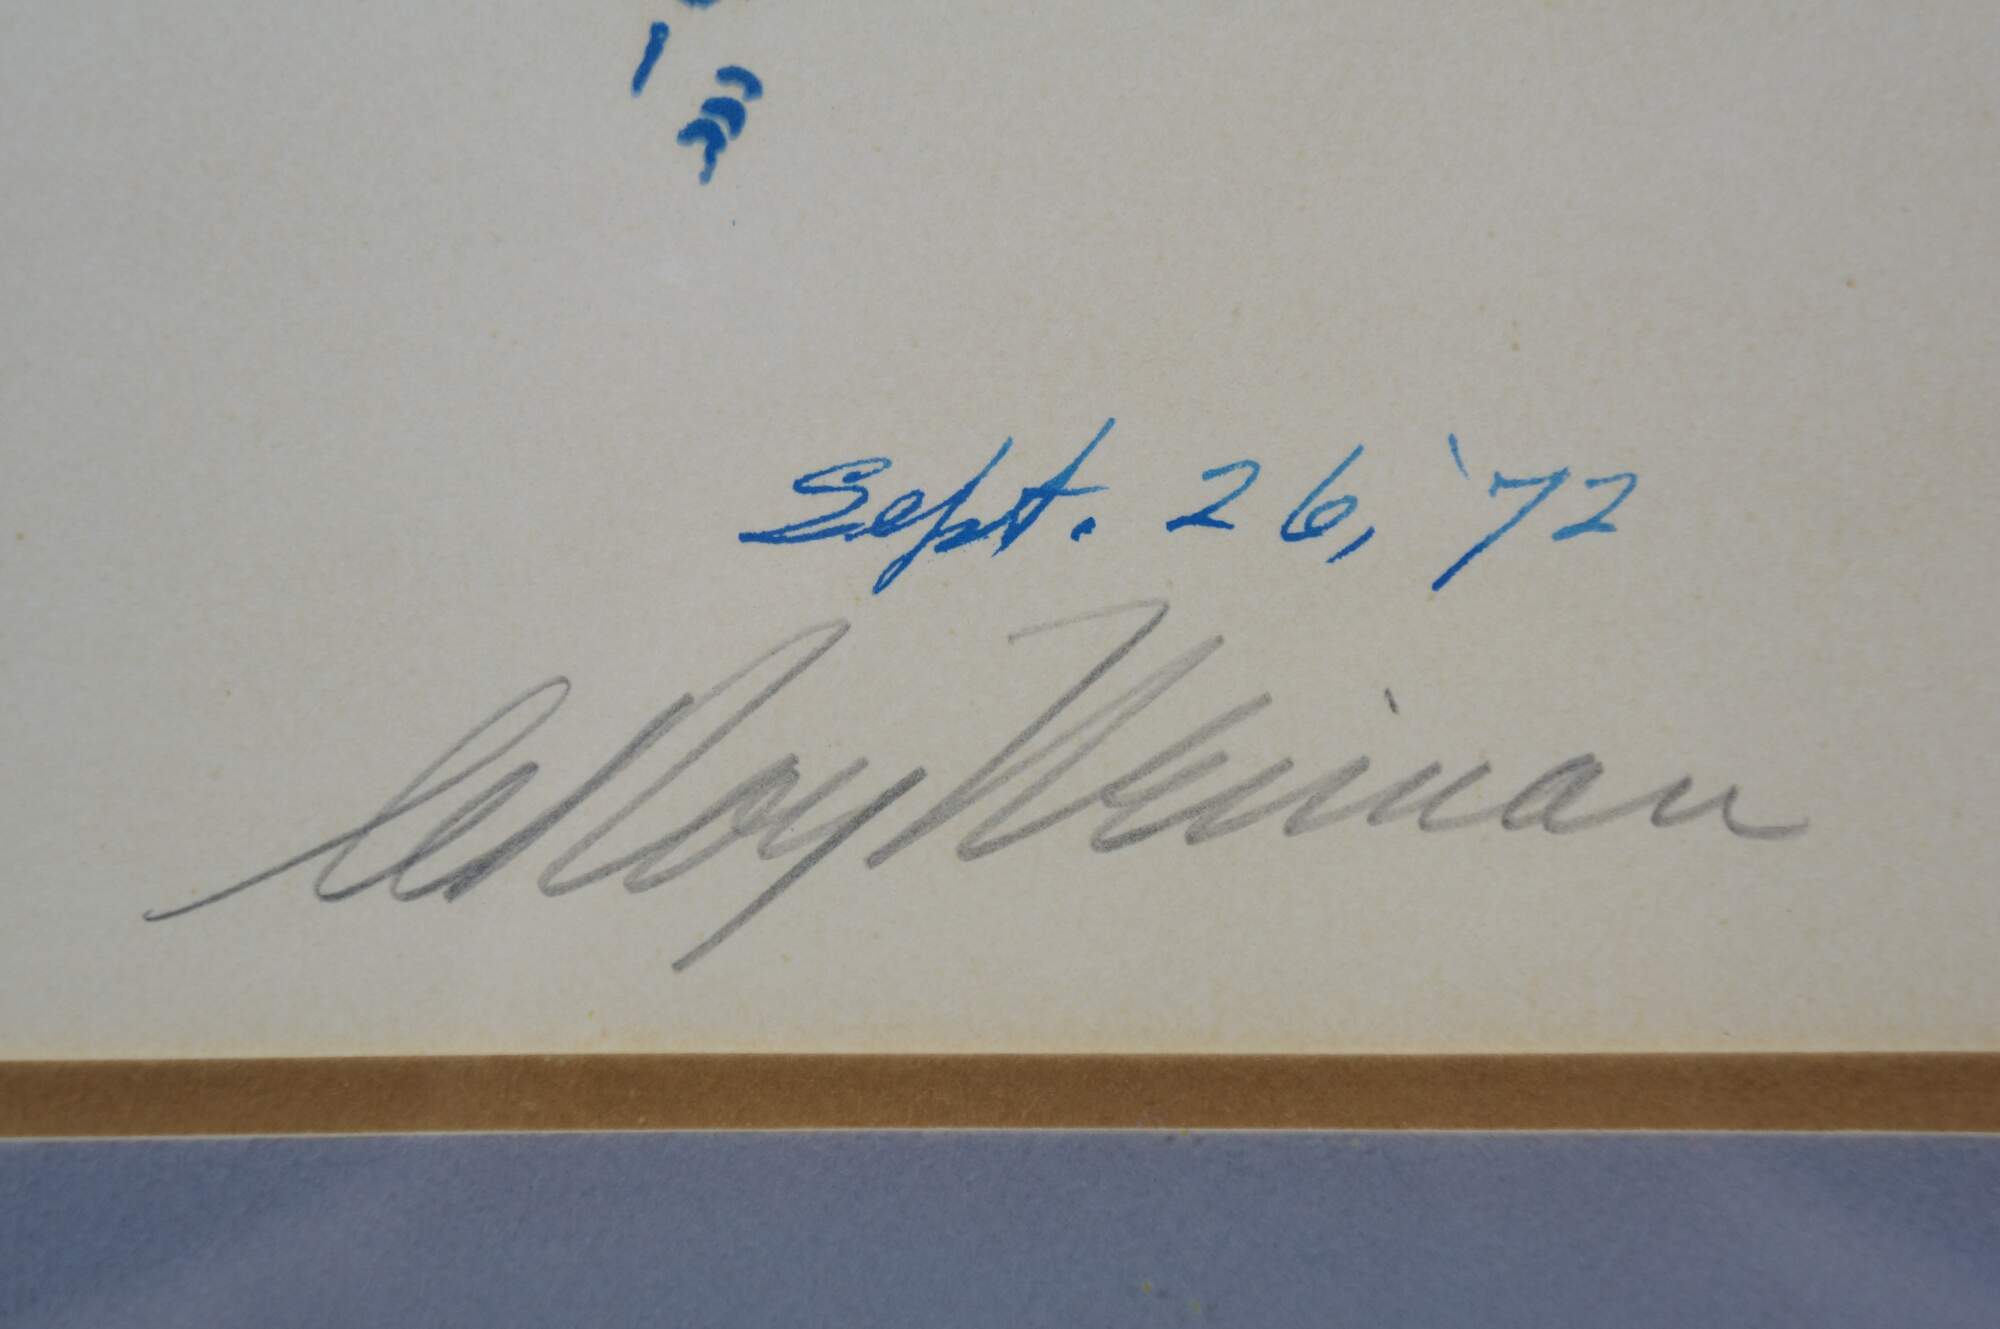 Sept. 26, '72
LeRoy Neiman